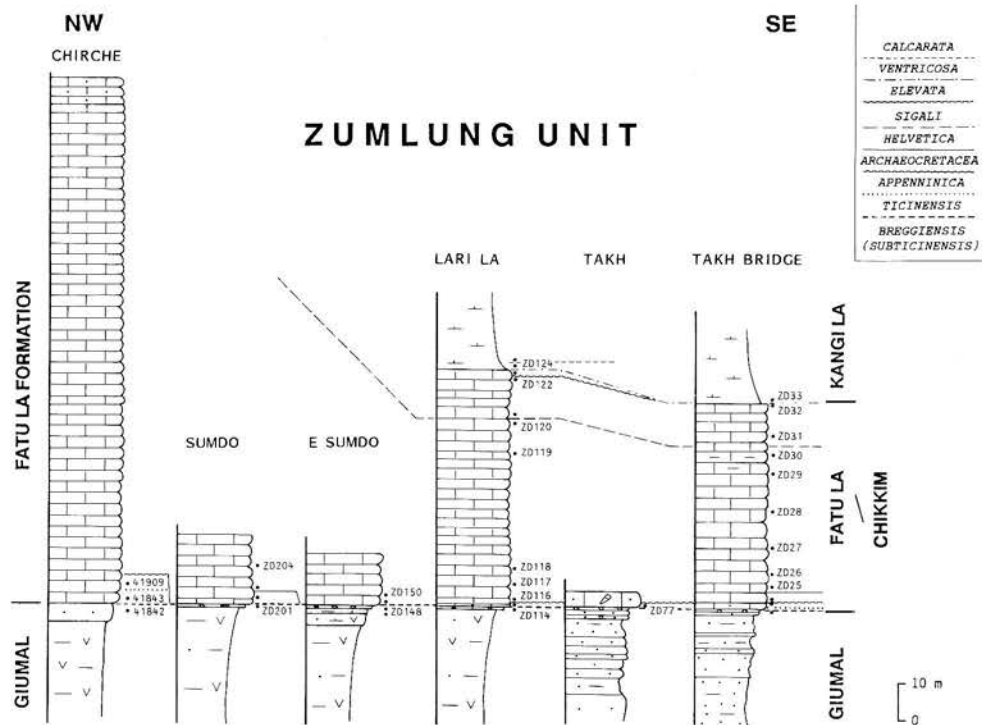 NW
SE
CHIRCHE
ZUMLUNG UNIT
CALCARATA
VENTRICOSA
ELEVATA
SIGALI
HELVETICA
ARCHAEOCRETACEA
APPENNINICA
TICINENSIS
BREGGIENSIS
(SUBTICINENSIS)
LARI LA
TAKH
TAKH BRIDGE
SUMDO
E SUMDO
FATU LA FORMATION
GIUMAL
KANGI LA
FATU LA
CHIKKIM
GIUMAL
41909
41843
41842
ZD204
ZD201
ZD150
ZD148
ZD124
ZD122
ZD120
ZD119
ZD118
ZD117
ZD116
ZD114
ZD77
ZD33
ZD32
ZD31
ZD30
ZD29
ZD28
ZD27
ZD26
ZD25
10 m
0